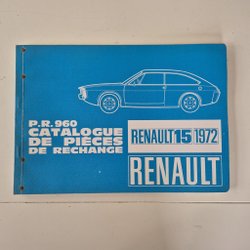 P.R. 960
CATALOGUE
DE PIÈCES
DE RECHANGE
RENAULT 15 1972
RENAULT